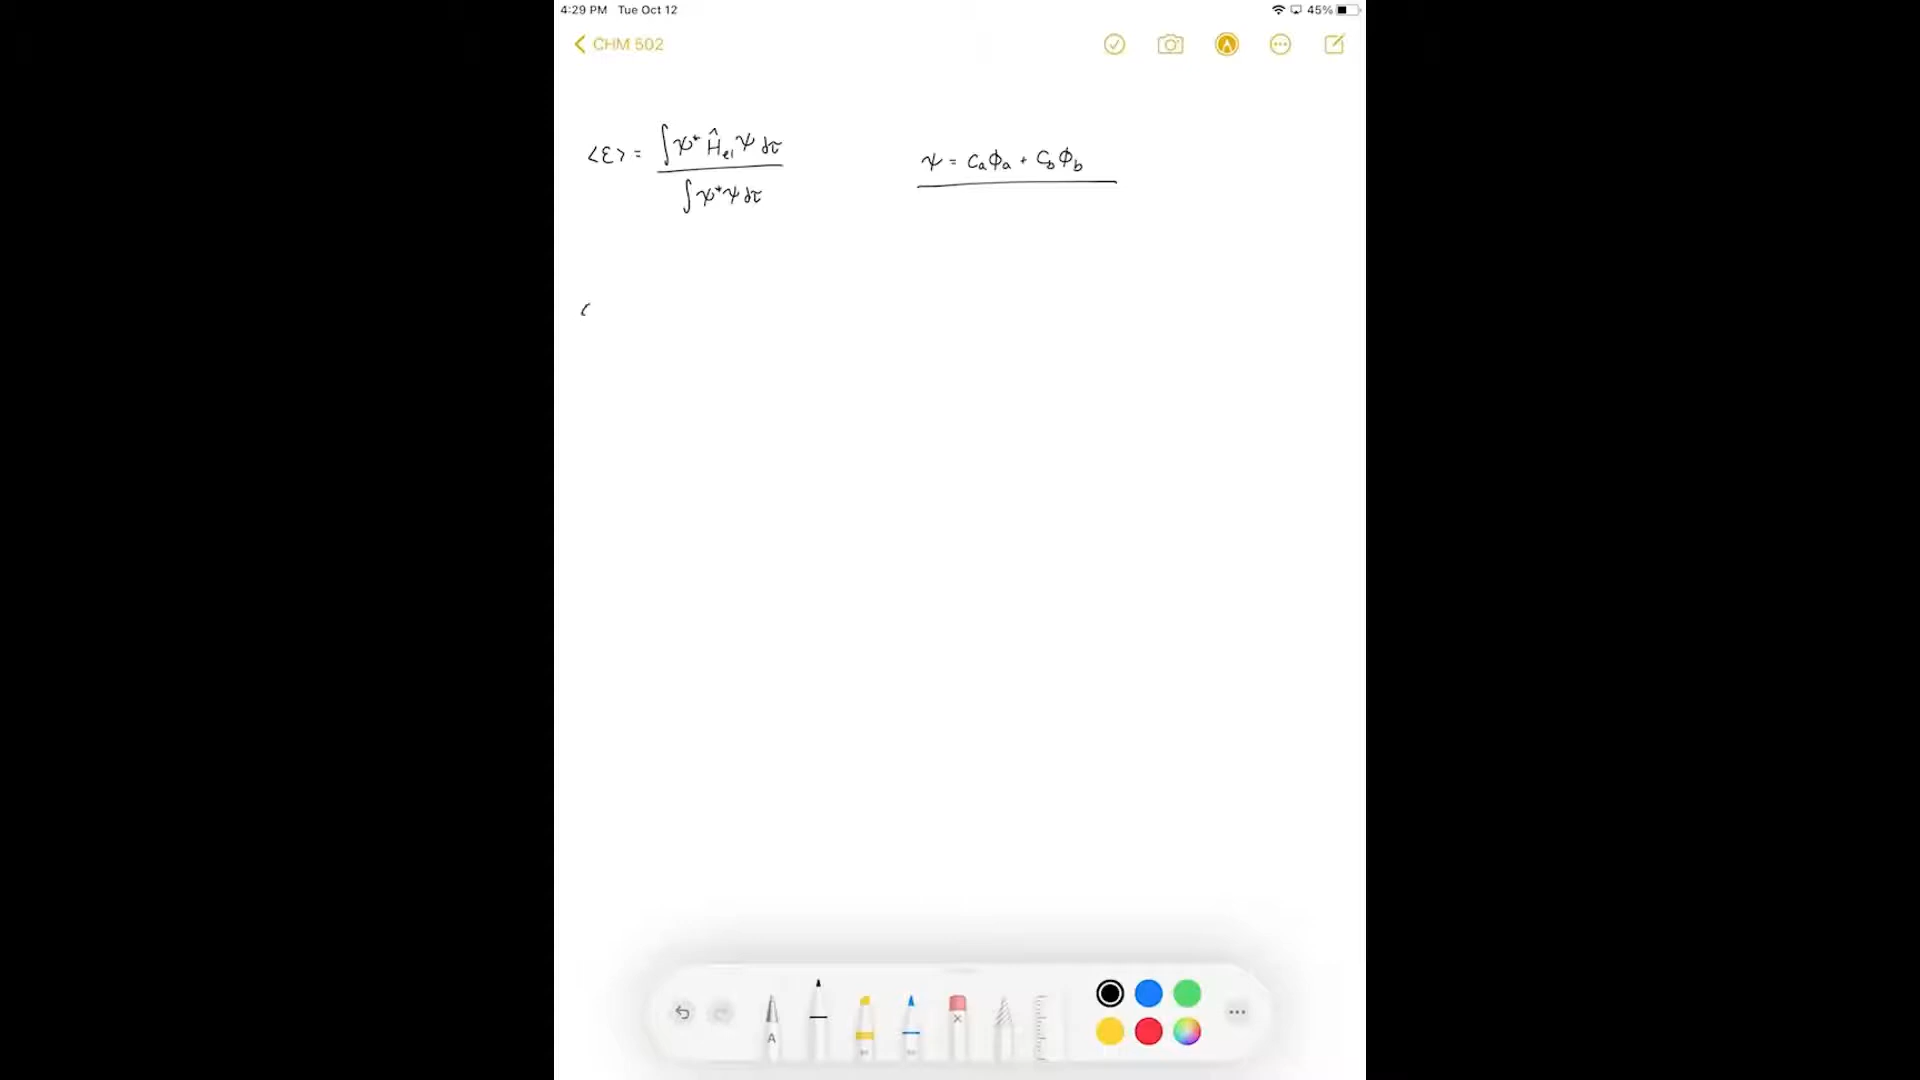 4:29 PM Tue Oct 12 45%
CHM 502
<ε> = ∫ψ* Ĥel ψ dτ / ∫ψ*ψ dτ
ψ = Caϕa + Cbϕb
(
A